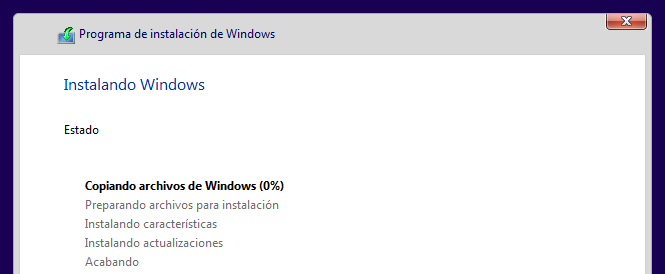 Programa de instalación de Windows
Instalando Windows
Estado
Copiando archivos de Windows (0%)
Preparando archivos para instalación
Instalando características
Instalando actualizaciones
Acabando